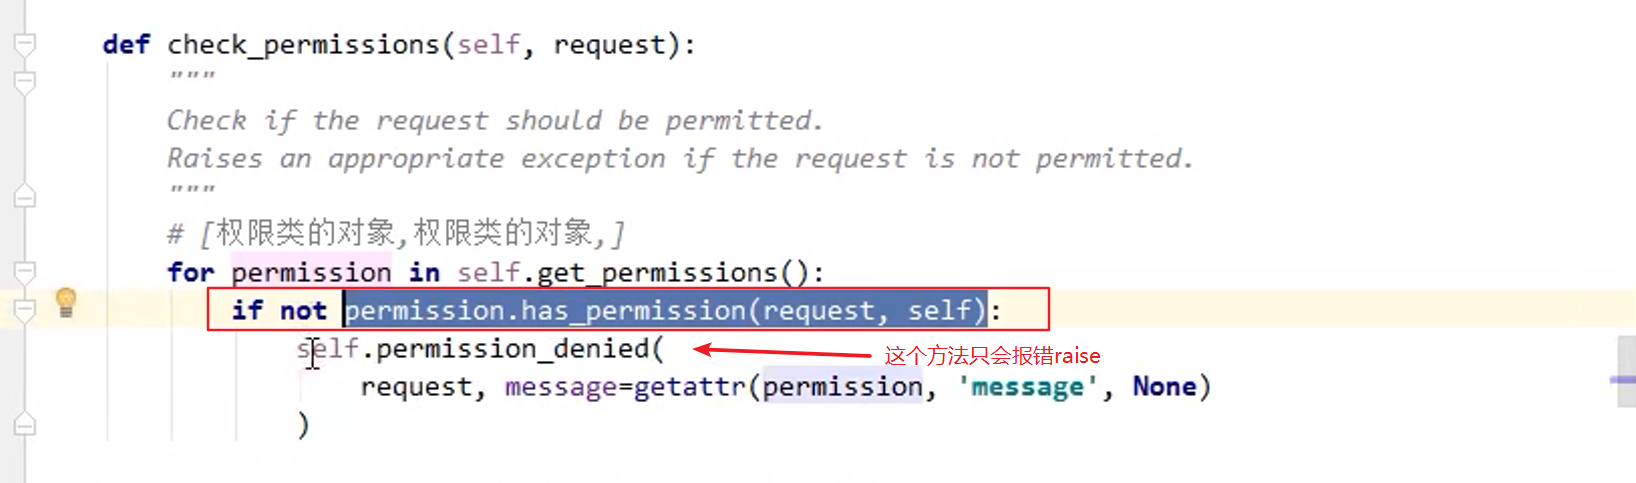 def check_permissions(self, request):
"""
Check if the request should be permitted.
Raises an appropriate exception if the request is not permitted.
"""
# [权限类的对象,权限类的对象,]
for permission in self.get_permissions():
if not permission.has_permission(request, self):
self.permission_denied(
这个方法只会报错raise
request, message=getattr(permission, 'message', None)
)